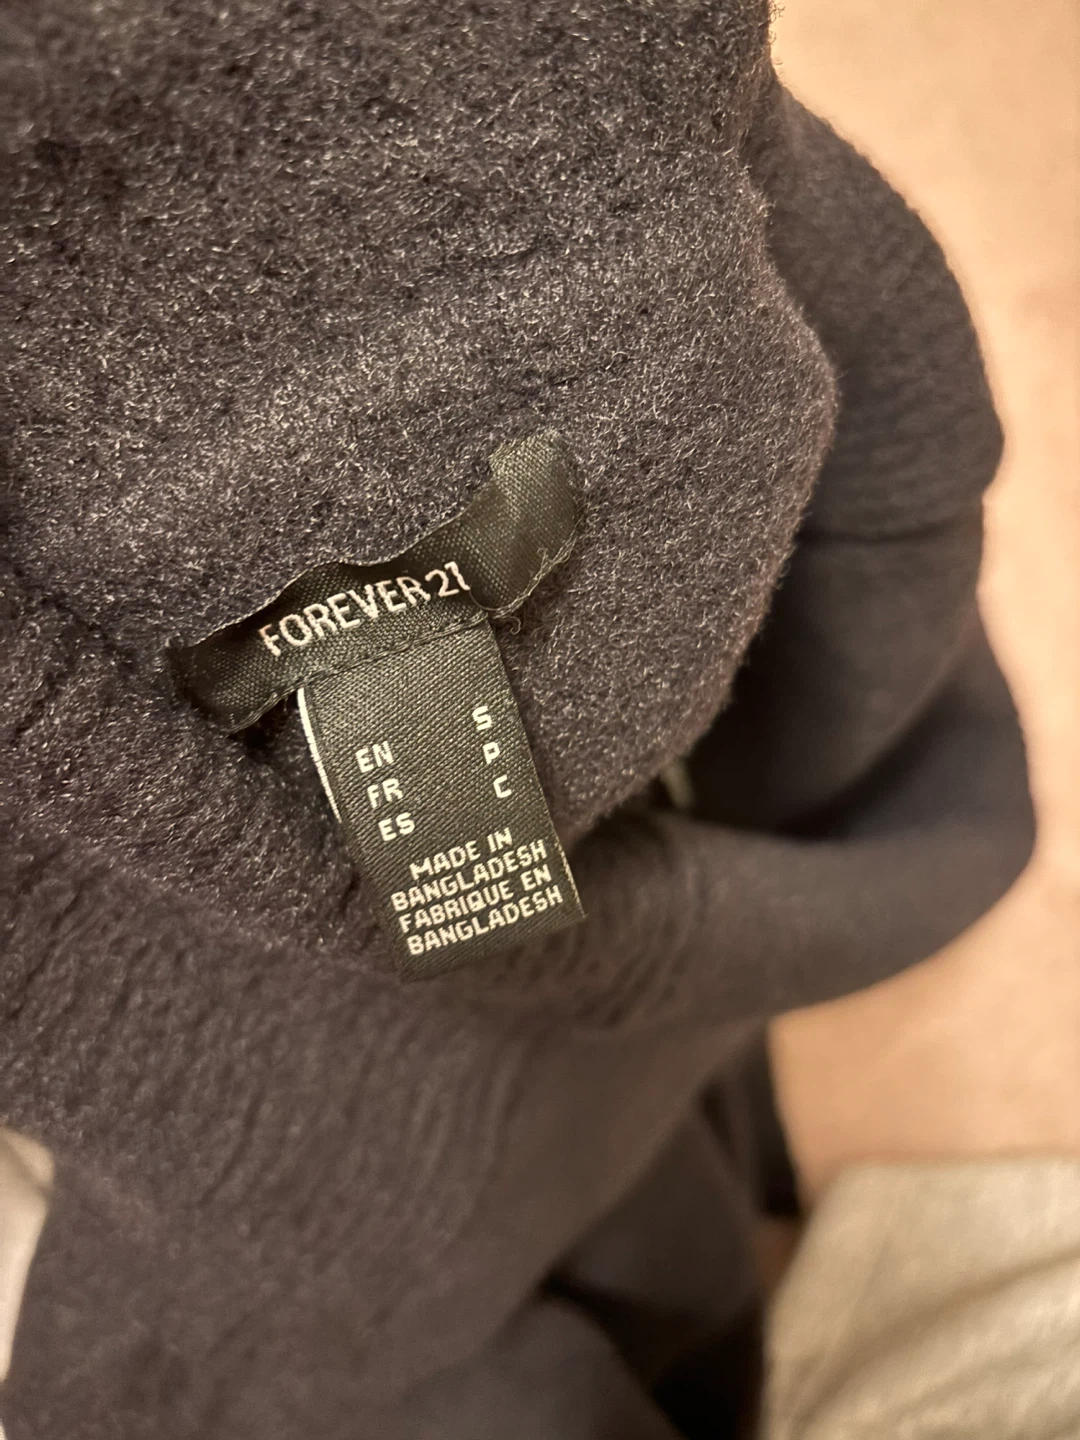 FOREVER 21
EN S
FR P
ES C
MADE IN
BANGLADESH
FABRIQUE EN
BANGLADESH